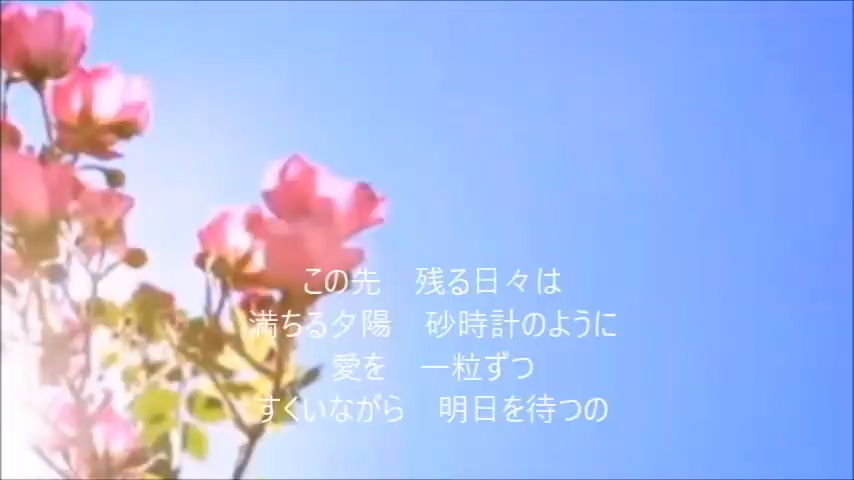 この先　残る日々は
満ちる夕陽　砂時計のように
愛を　一粒ずつ
すくいながら　明日を待つの